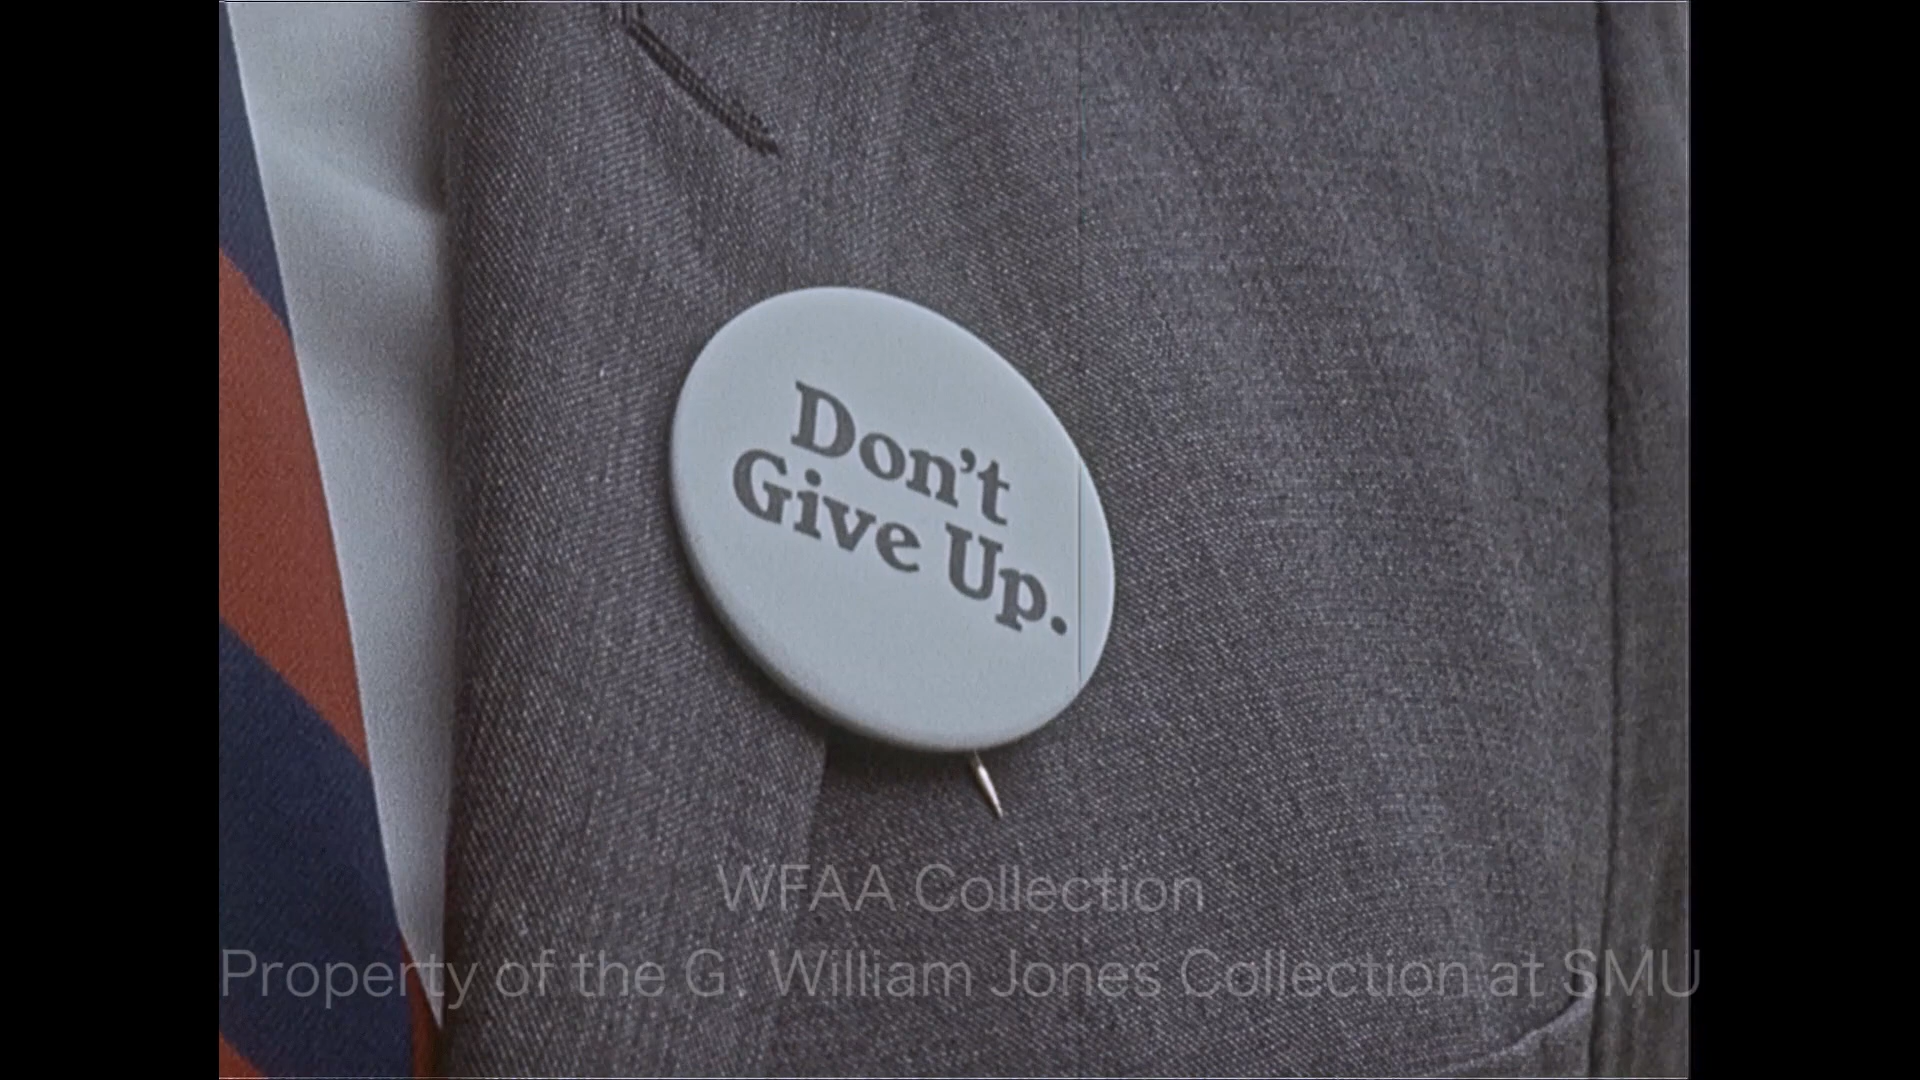 Don't
Give Up.
WFAA Collection
Property of the G. William Jones Collection at SMU